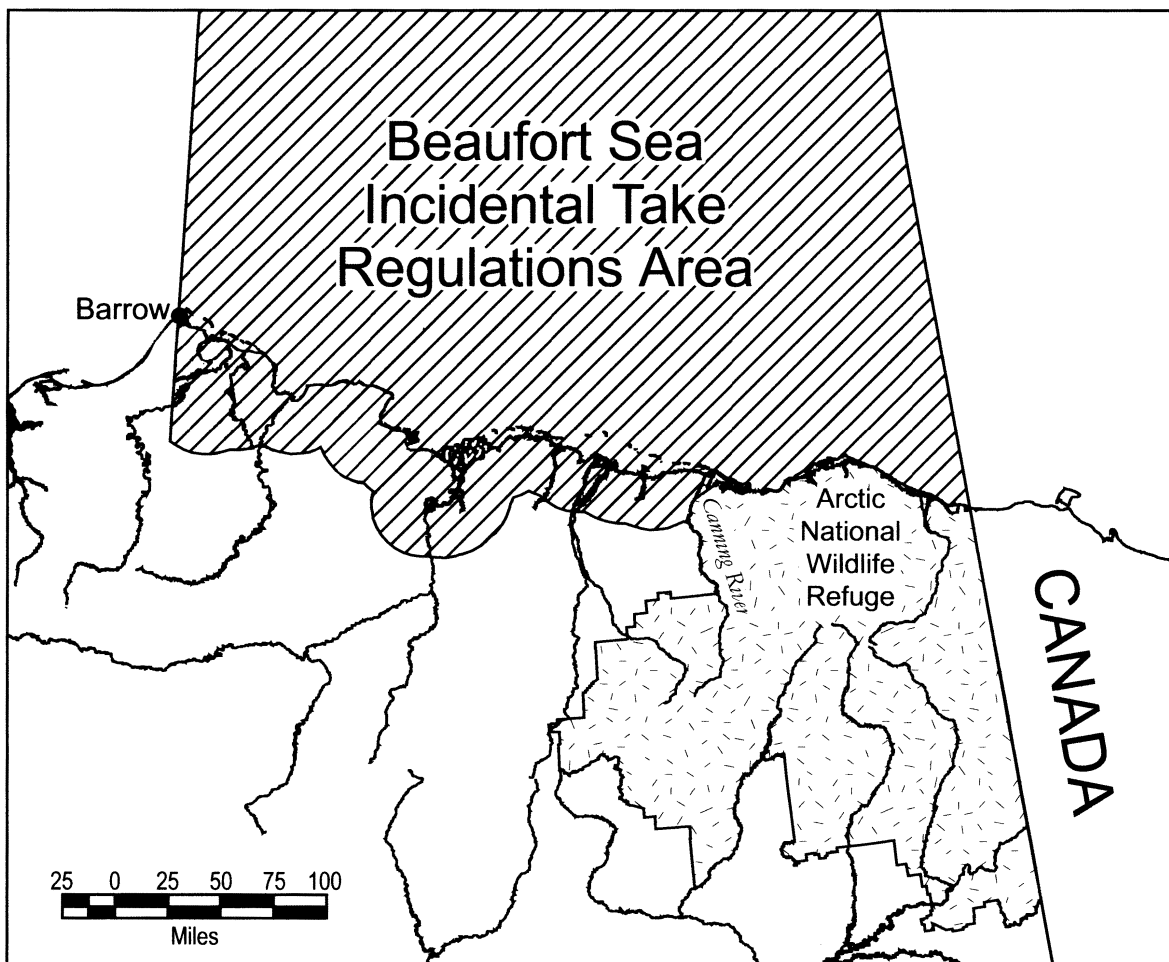 Beaufort Sea
Incidental Take
Regulations Area
Barrow
Canning River
Arctic
National
Wildlife
Refuge
CANADA
25 0 25 50 75 100
Miles